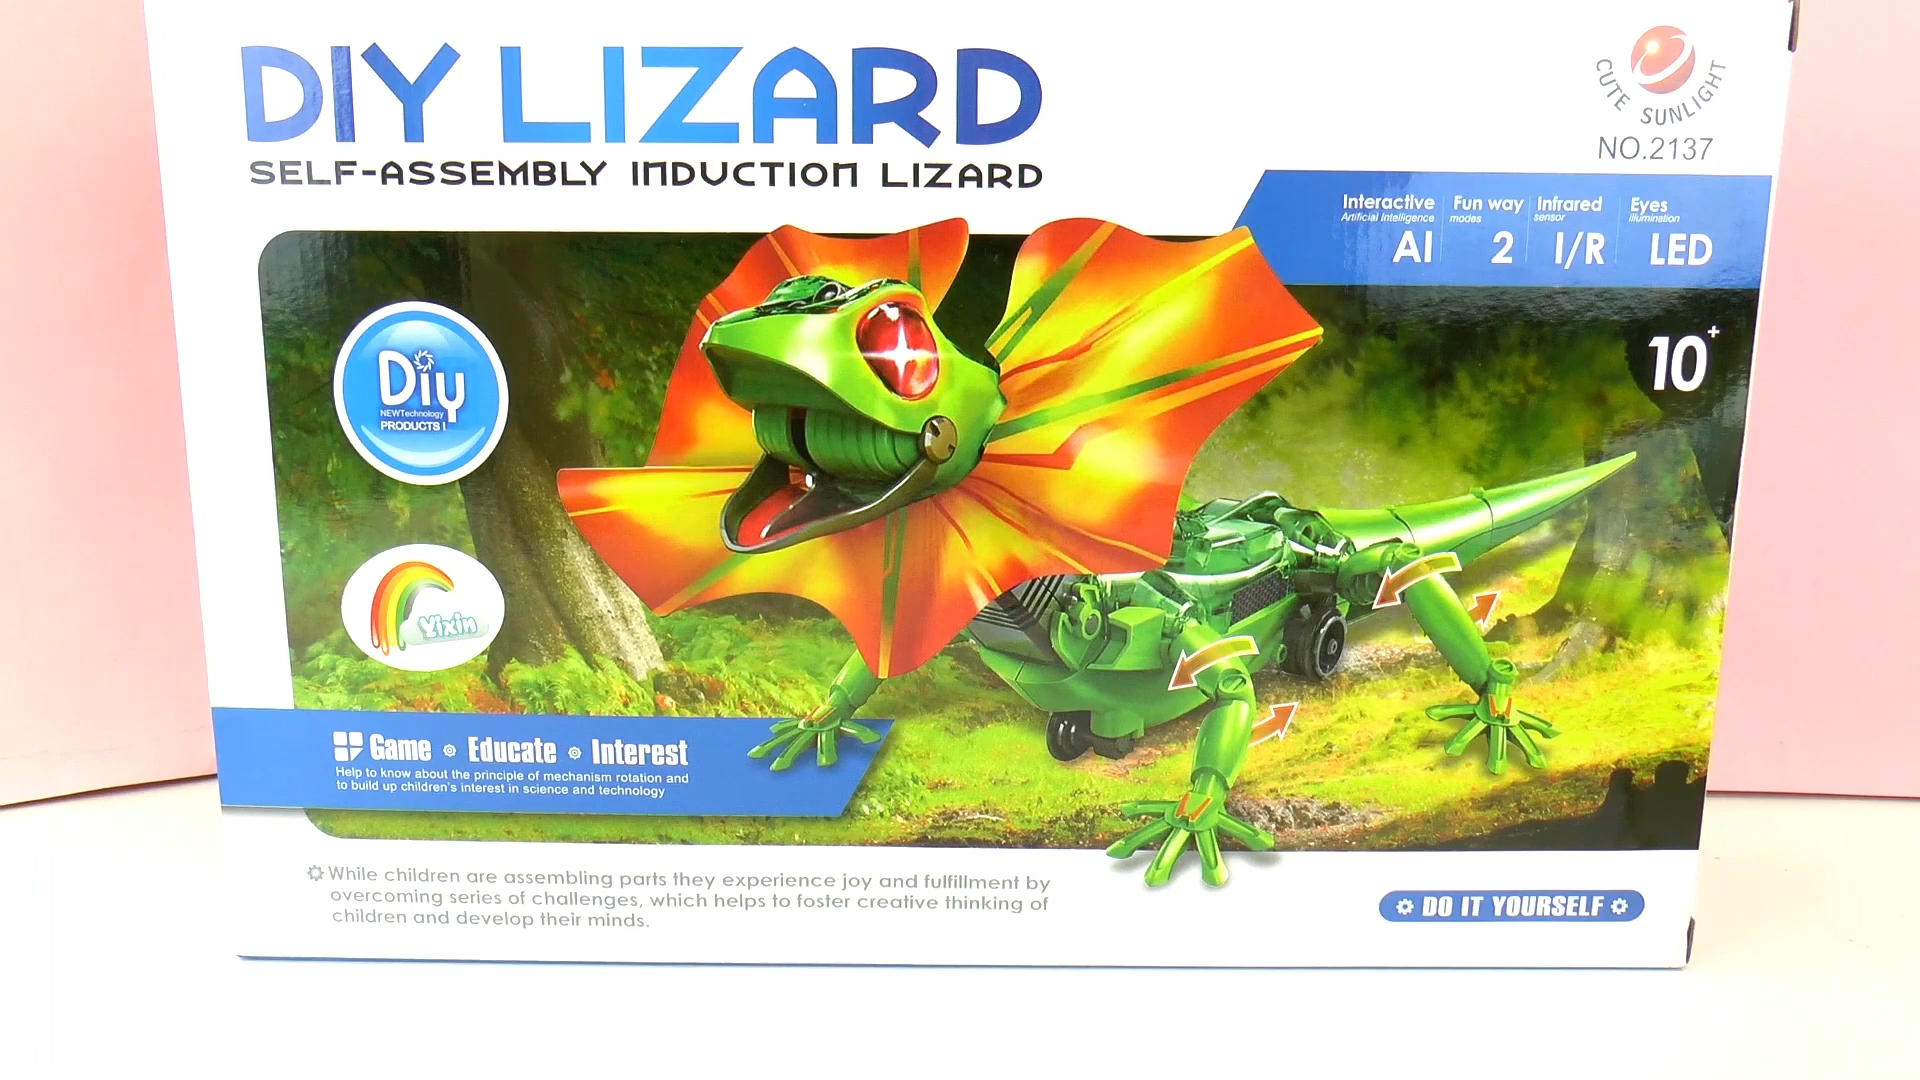 DIY LIZARD
SELF-ASSEMBLY INDUCTION LIZARD
CUTE SUNLIGHT
NO.2137
Interactive Fun way Infrared Eyes
Artificial Intelligence modes sensor illumination
AI 2 I/R LED
10+
Diy
NEWTechnology
PRODUCTS !
Yixin
Game Educate Interest
Help to know about the principle of mechanism rotation and
to build up children's interest in science and technology
While children are assembling parts they experience joy and fulfillment by
overcoming series of challenges, which helps to foster creative thinking of
children and develop their minds.
DO IT YOURSELF